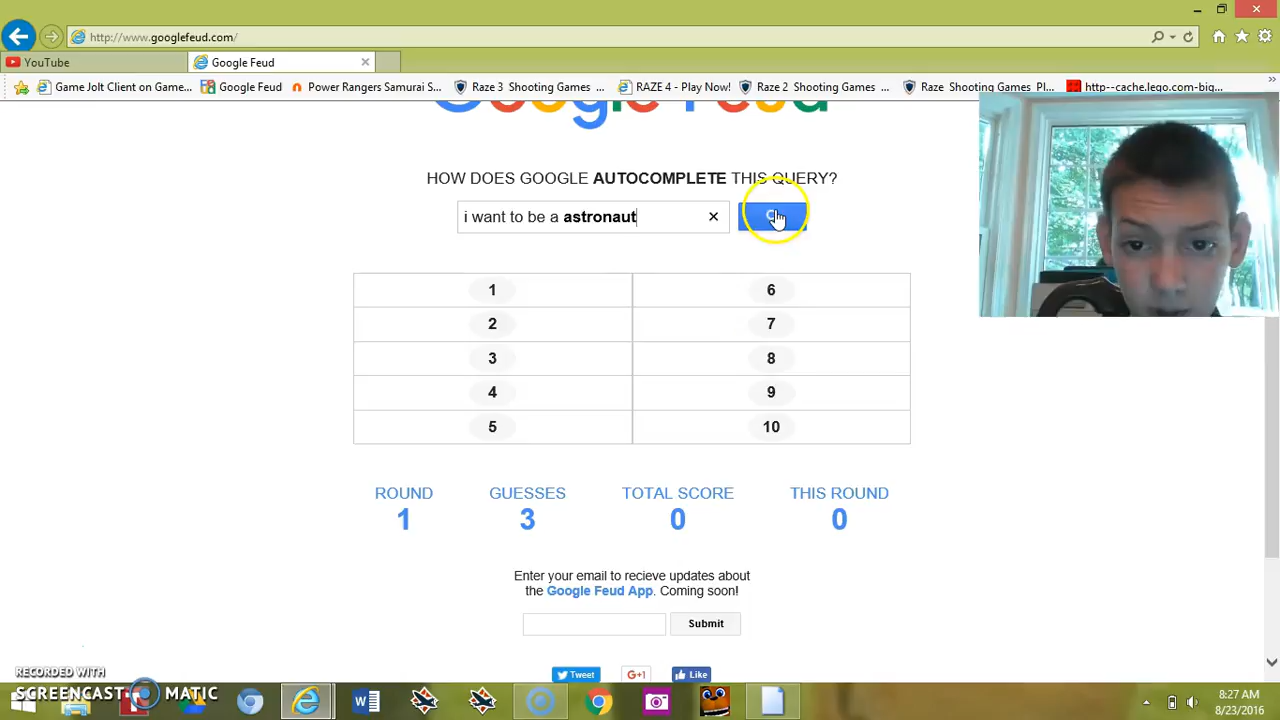 http://www.googlefeud.com/
YouTube
Google Feud
Game Jolt Client on Game...
Google Feud
Power Rangers Samurai S...
Raze 3 Shooting Games ...
RAZE 4 - Play Now!
Raze 2 Shooting Games ...
Raze Shooting Games Pl...
http--cache.lego.com-big...
Google Feud
HOW DOES GOOGLE AUTOCOMPLETE THIS QUERY?
i want to be a astronaut
1 6
2 7
3 8
4 9
5 10
ROUND GUESSES TOTAL SCORE THIS ROUND
1 3 0 0
Enter your email to recieve updates about
the Google Feud App. Coming soon!
Submit
Tweet
G+1
Like
RECORDED WITH
SCREENCAST MATIC
8:27 AM
8/23/2016